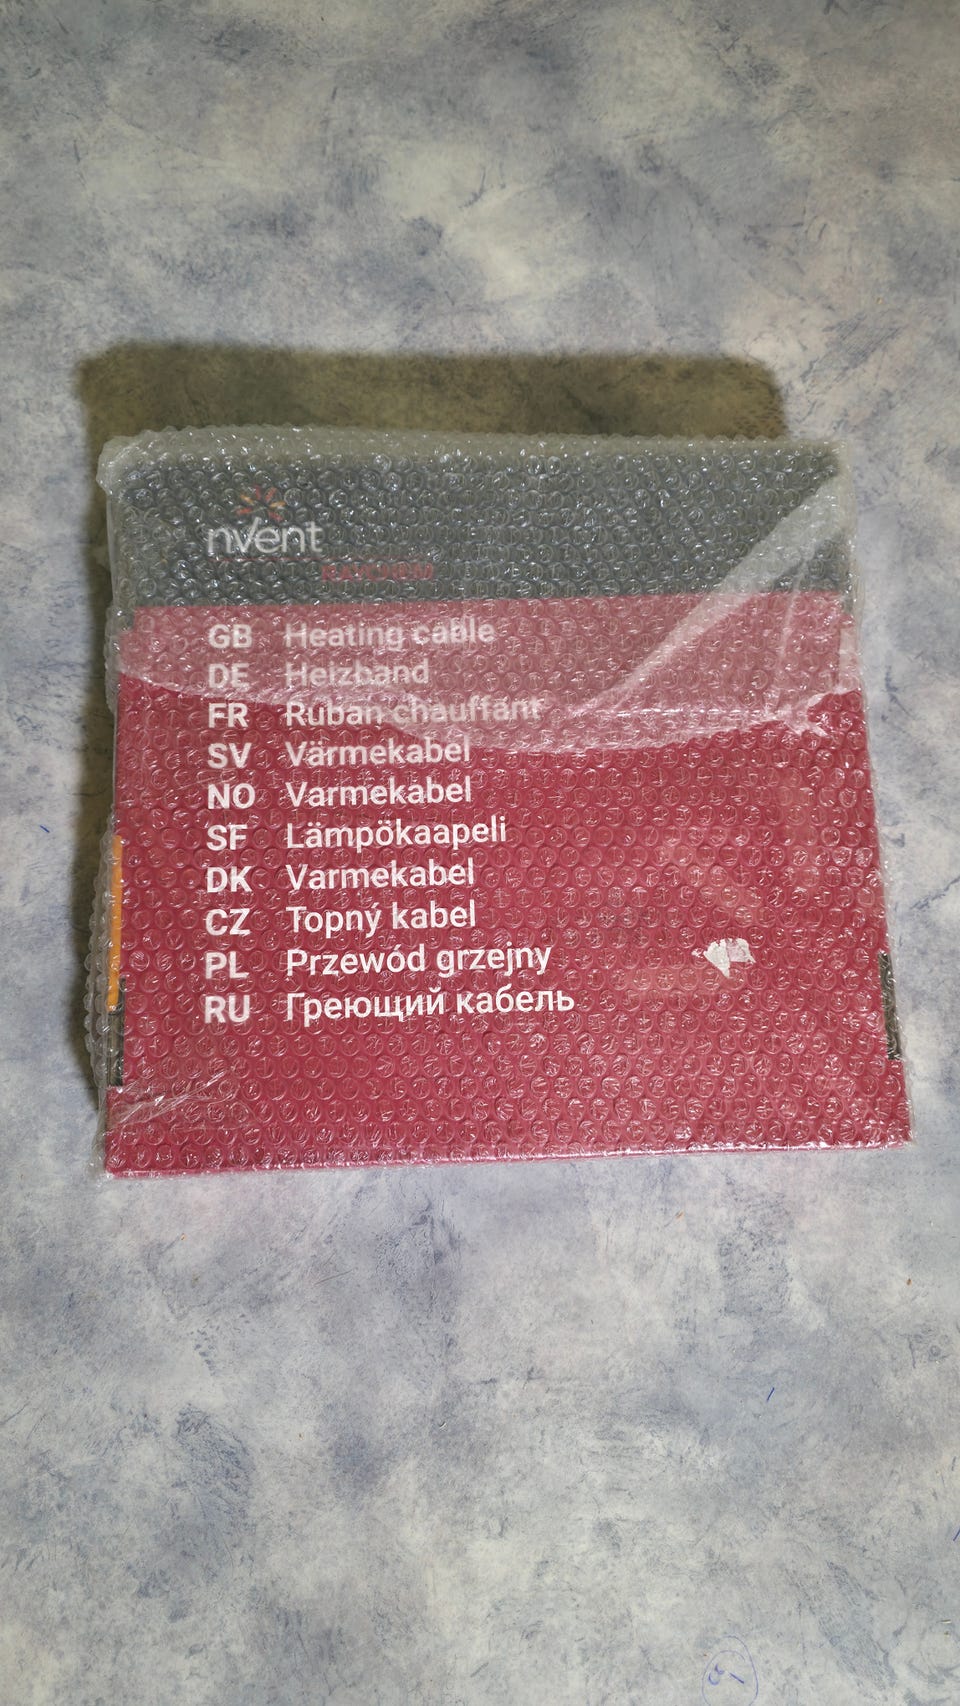 nVent
RAYCHEM
GB Heating cable
DE Heizband
FR Ruban chauffant
SV Värmekabel
NO Varmekabel
SF Lämpökaapeli
DK Varmekabel
CZ Topný kabel
PL Przewód grzejny
RU Греющий кабель